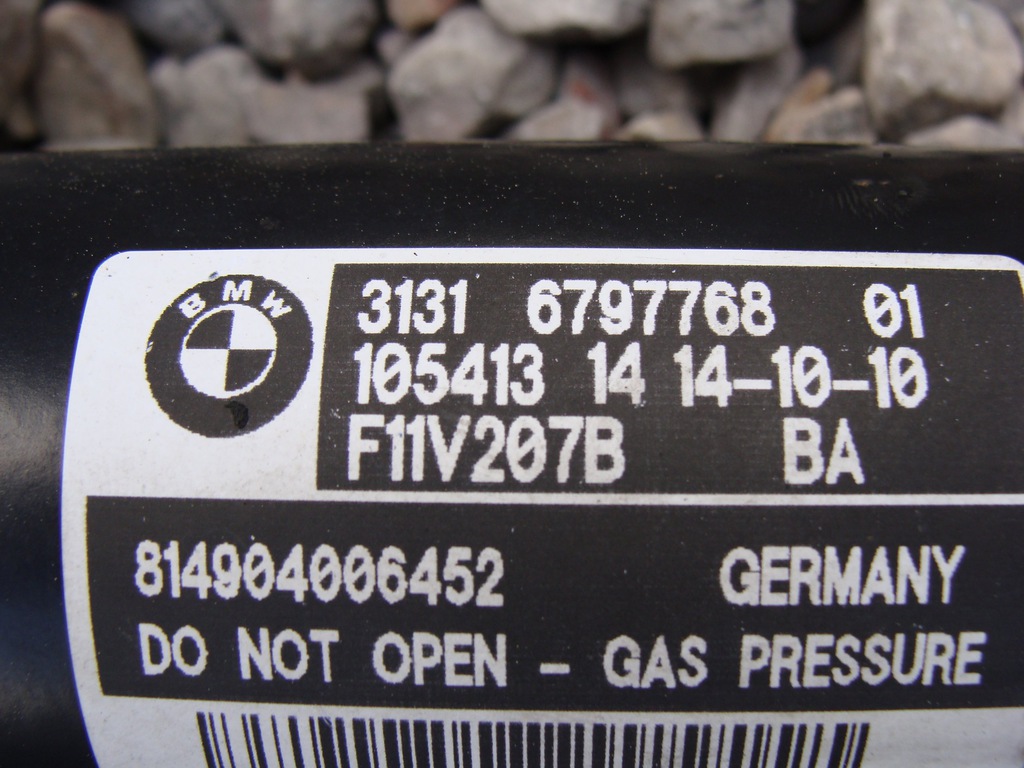 BMW
3131 6797768 01
105413 14 14-10-10
F11V207B BA
814904006452 GERMANY
DO NOT OPEN - GAS PRESSURE